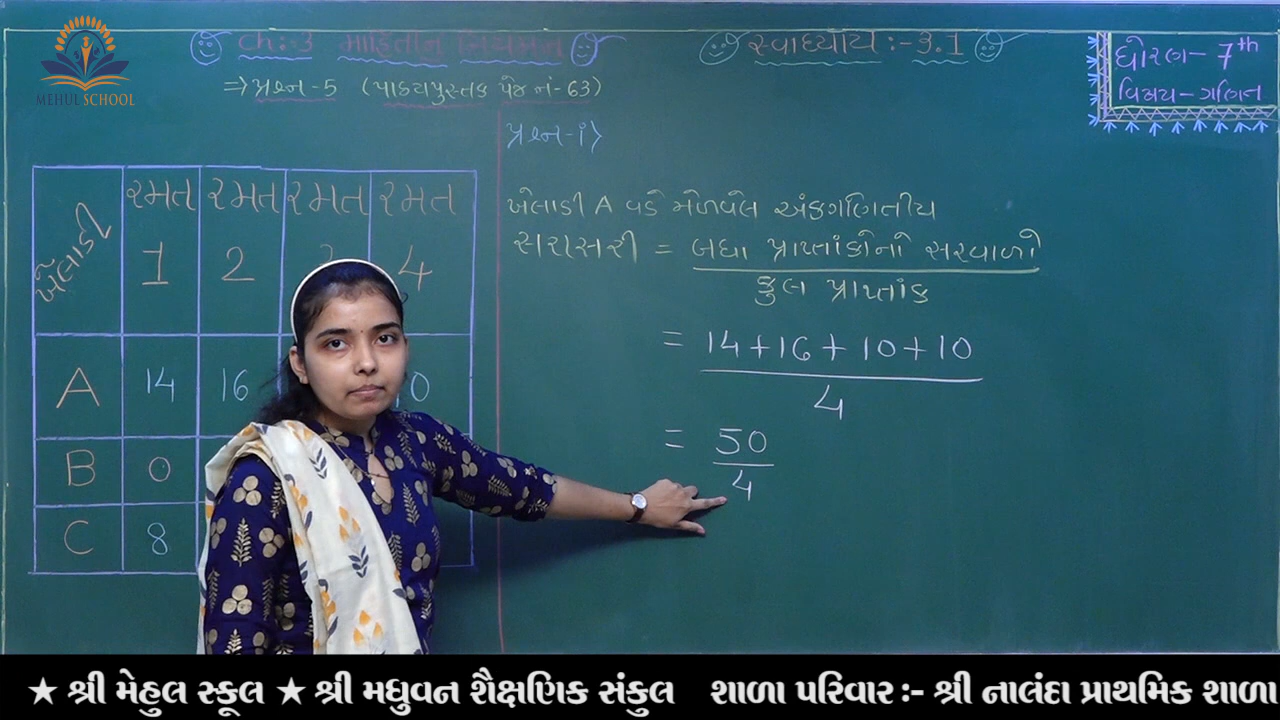 MEHUL SCHOOL
Ch:-3 માહિતીનું નિયમન
સ્વાધ્યાય :- 3.1
ધોરણ - 7th
વિષય - ગણિત
⇒ પ્રશ્ન-5 (પાઠ્યપુસ્તક પેજ નં-63)
પ્રશ્ન-i>
ખેલાડી રમત 1 રમત 2 રમત રમત 4
A 14 16
B 0
C 8
ખેલાડી A વડે મેળવેલ અંકગણિતીય
સરાસરી = બધા પ્રાપ્તાંકોનો સરવાળો
કુલ પ્રાપ્તાંક
= 14+16+10+10
4
= 50
4
★ શ્રી મેહુલ સ્કૂલ ★ શ્રી મધુવન શૈક્ષણિક સંકુલ શાળા પરિવાર :- શ્રી નાલંદા પ્રાથમિક શાળા